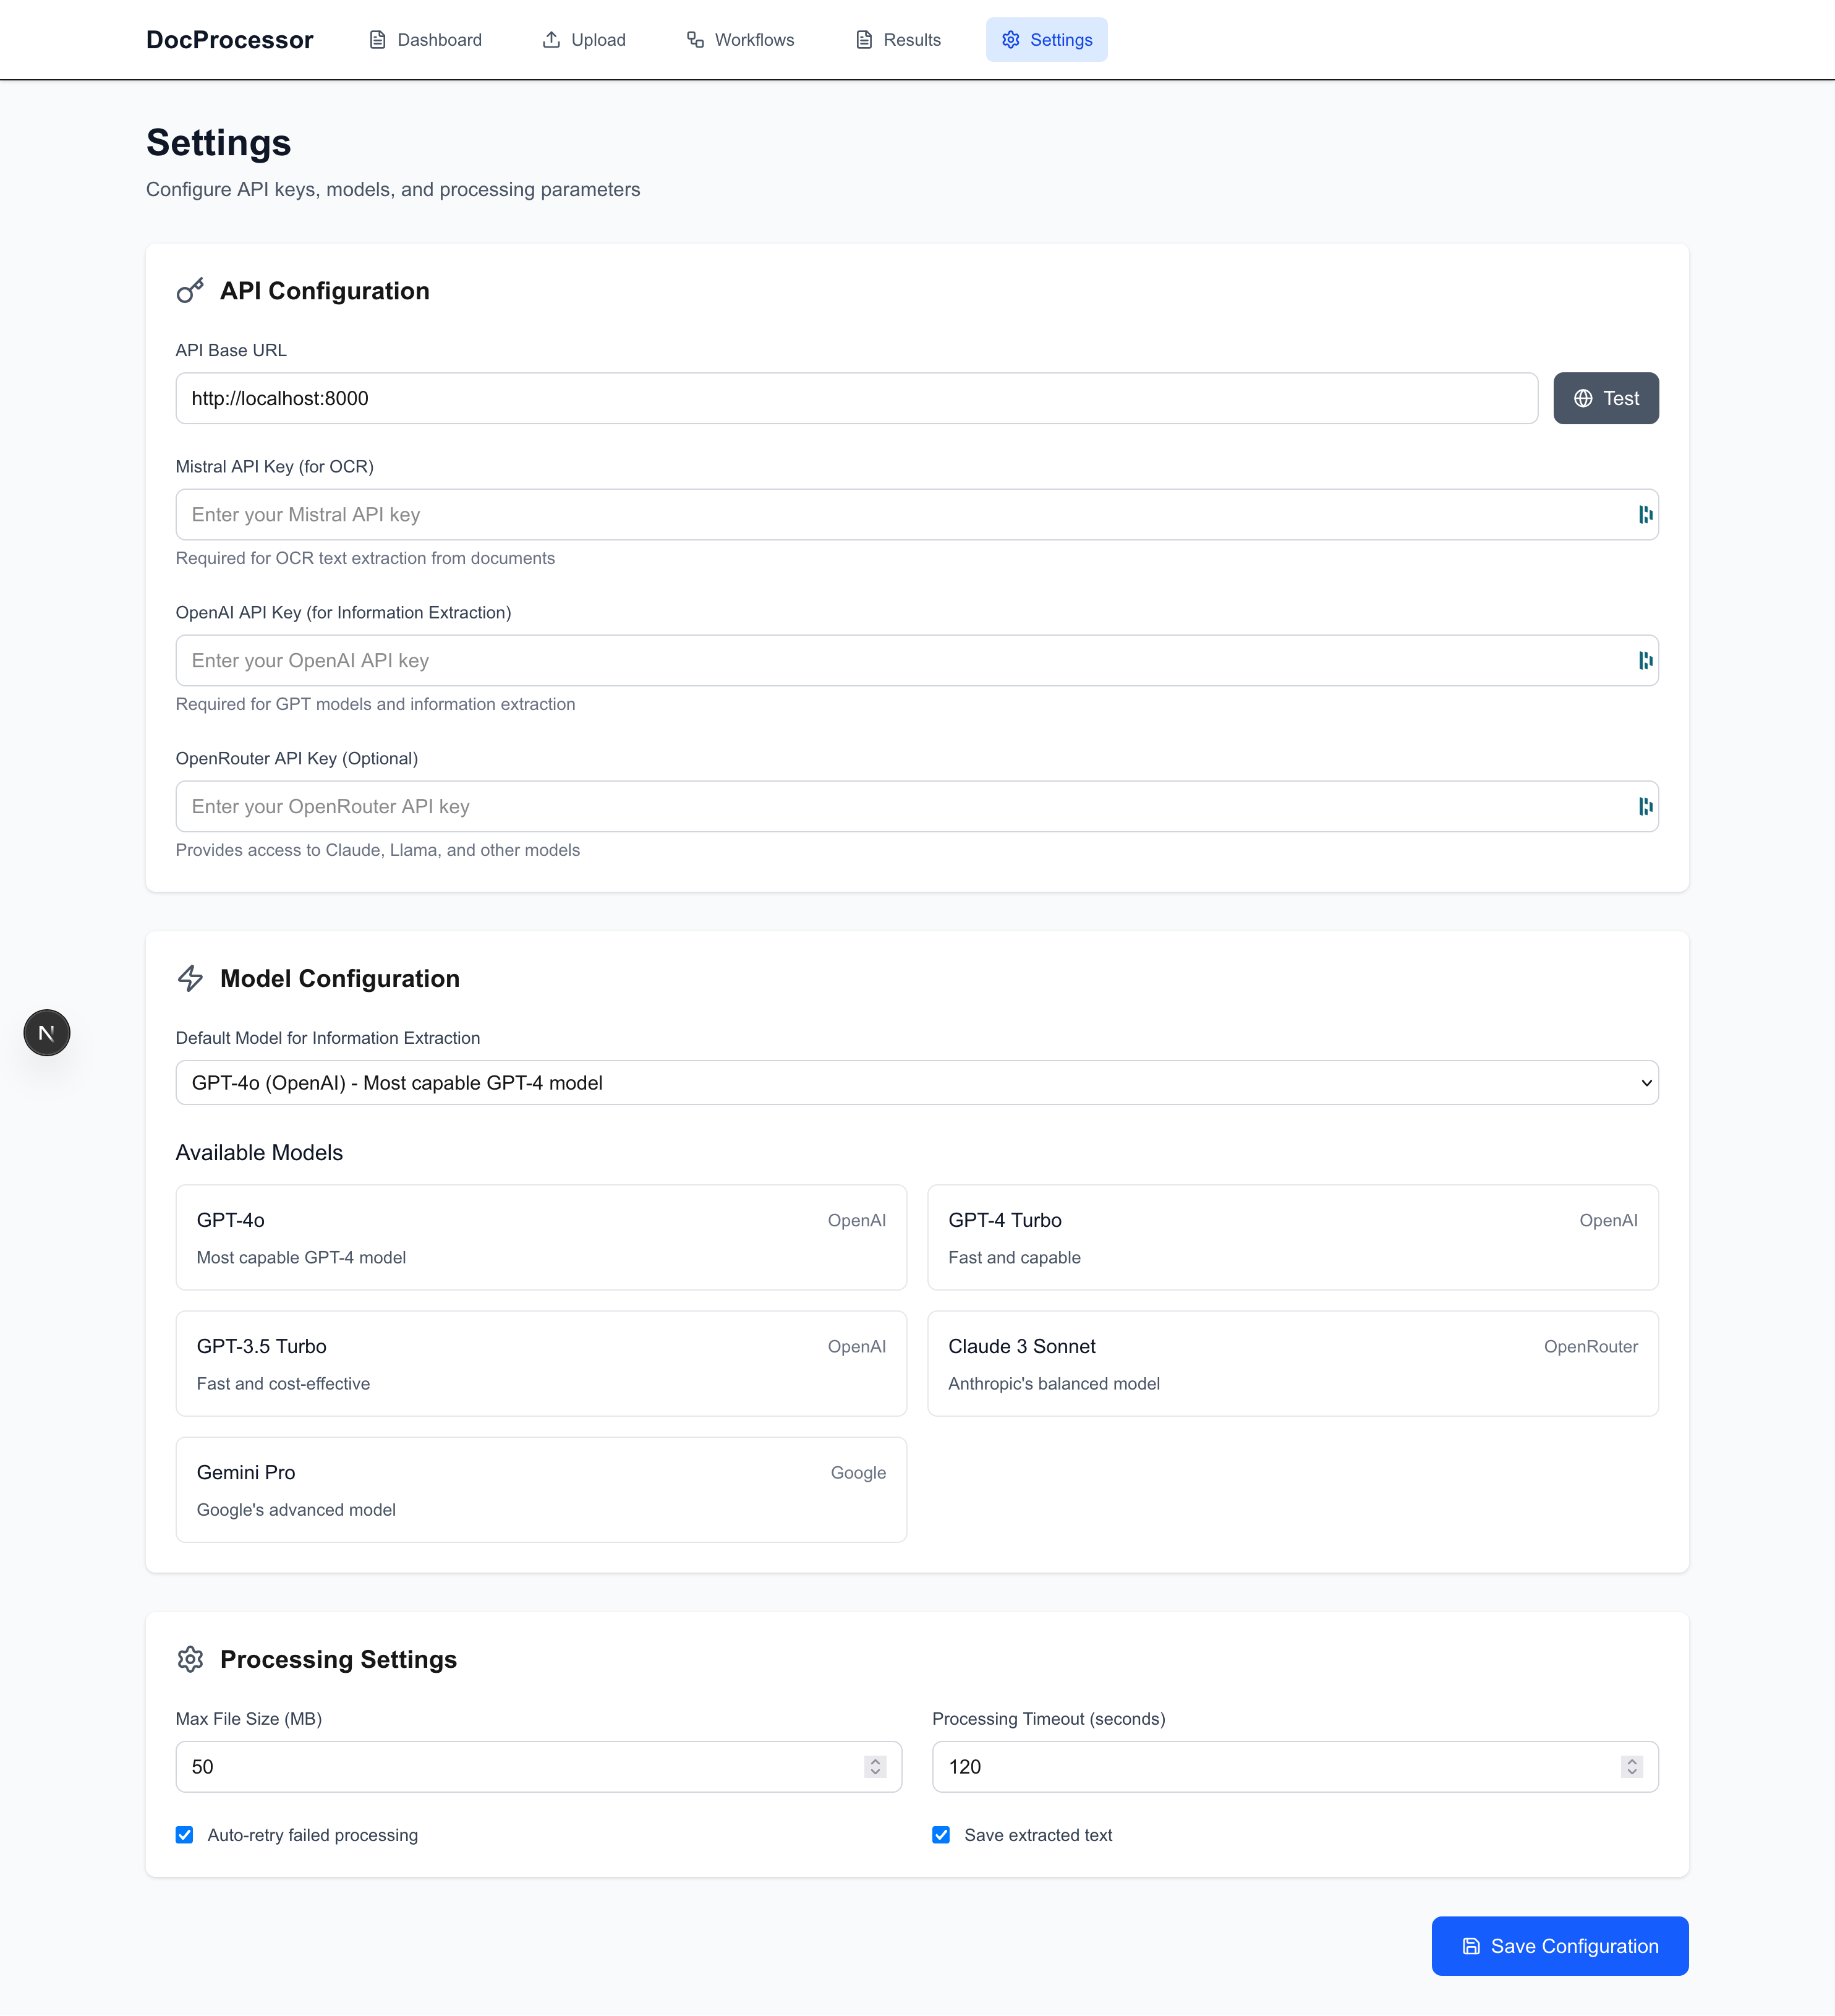 DocProcessor
Dashboard
Upload
Workflows
Results
Settings
Settings
Configure API keys, models, and processing parameters
API Configuration
API Base URL
http://localhost:8000
Test
Mistral API Key (for OCR)
Enter your Mistral API key
Required for OCR text extraction from documents
OpenAI API Key (for Information Extraction)
Enter your OpenAI API key
Required for GPT models and information extraction
OpenRouter API Key (Optional)
Enter your OpenRouter API key
Provides access to Claude, Llama, and other models
Model Configuration
N
Default Model for Information Extraction
GPT-4o (OpenAI) - Most capable GPT-4 model
Available Models
GPT-4o
OpenAI
Most capable GPT-4 model
GPT-4 Turbo
OpenAI
Fast and capable
GPT-3.5 Turbo
OpenAI
Fast and cost-effective
Claude 3 Sonnet
OpenRouter
Anthropic's balanced model
Gemini Pro
Google
Google's advanced model
Processing Settings
Max File Size (MB)
50
Processing Timeout (seconds)
120
Auto-retry failed processing
Save extracted text
Save Configuration